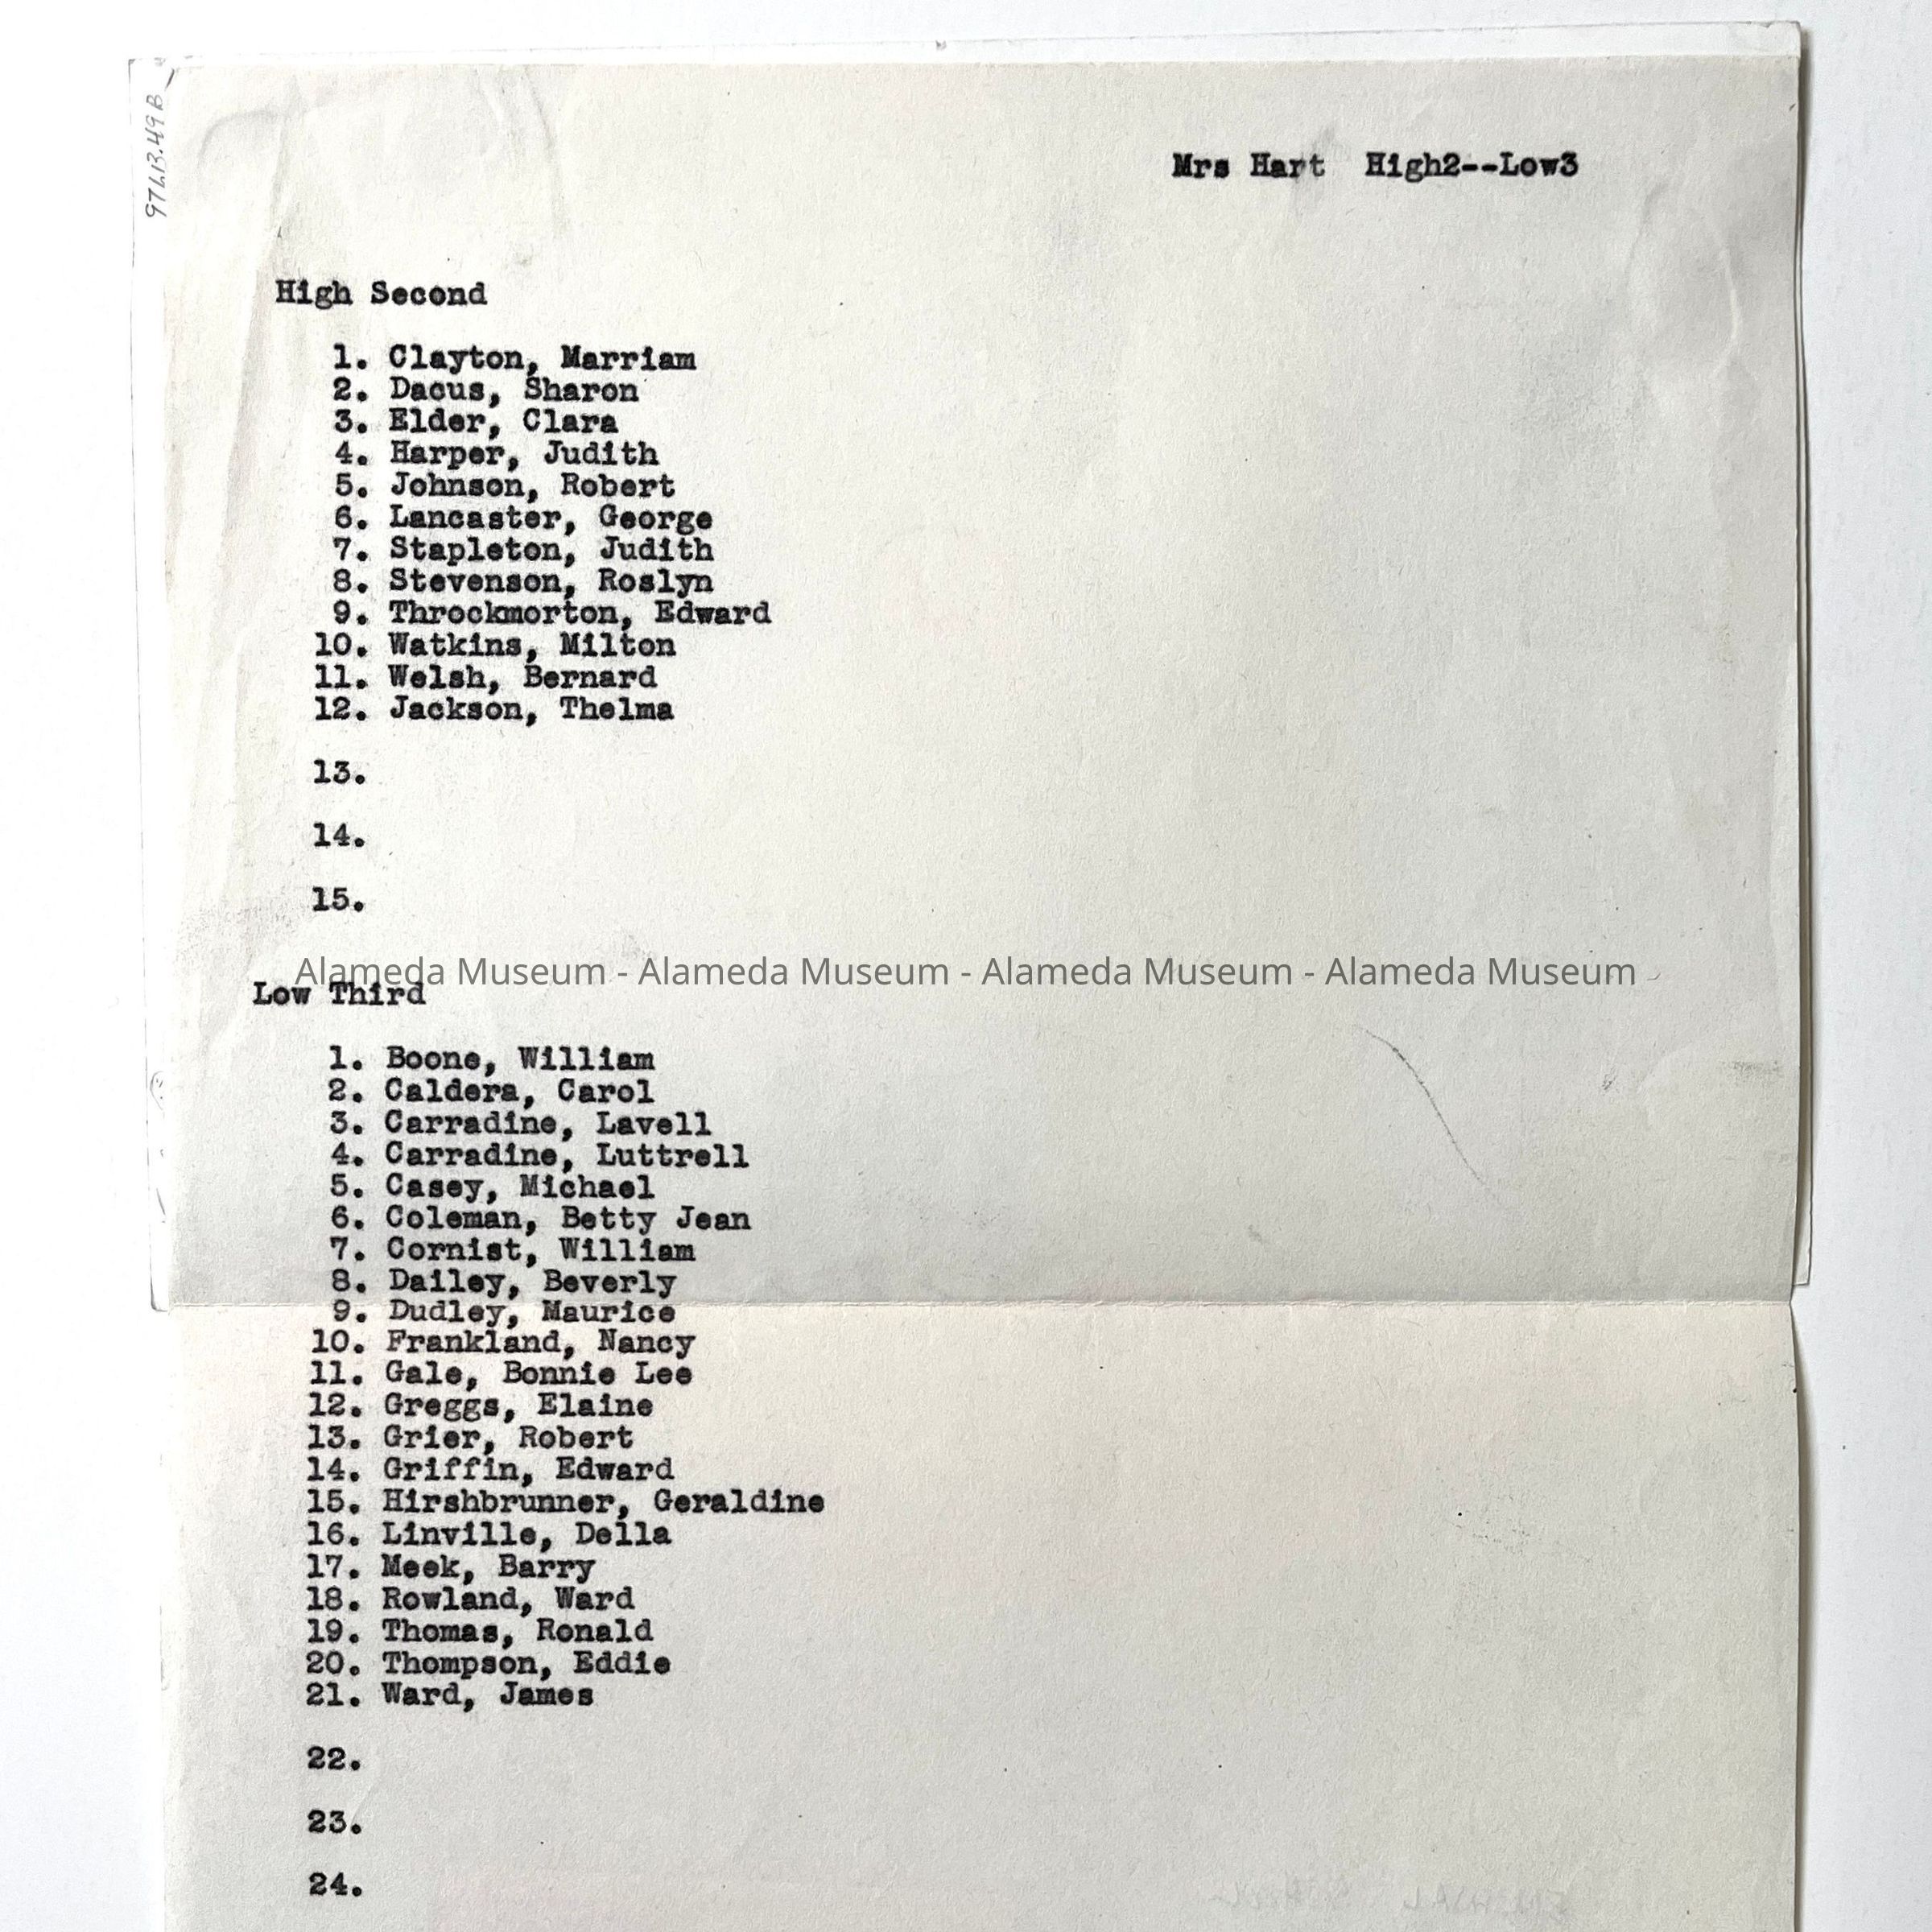 97L13.49B
Mrs Hart High2--Low3
High Second
1. Clayton, Marriam
2. Dacus, Sharon
3. Elder, Clara
4. Harper, Judith
5. Johnson, Robert
6. Lancaster, George
7. Stapleton, Judith
8. Stevenson, Roslyn
9. Throckmorton, Edward
10. Watkins, Milton
11. Welsh, Bernard
12. Jackson, Thelma
13.
14.
15.
Alameda Museum - Alameda Museum - Alameda Museum - Alameda Museum
Low Third
1. Boone, William
2. Caldera, Carol
3. Carradine, Lavell
4. Carradine, Luttrell
5. Casey, Michael
6. Coleman, Betty Jean
7. Cornist, William
8. Dailey, Beverly
9. Dudley, Maurice
10. Frankland, Nancy
11. Gale, Bonnie Lee
12. Greggs, Elaine
13. Grier, Robert
14. Griffin, Edward
15. Hirshbrunner, Geraldine
16. Linville, Della
17. Meek, Barry
18. Rowland, Ward
19. Thomas, Ronald
20. Thompson, Eddie
21. Ward, James
22.
23.
24.